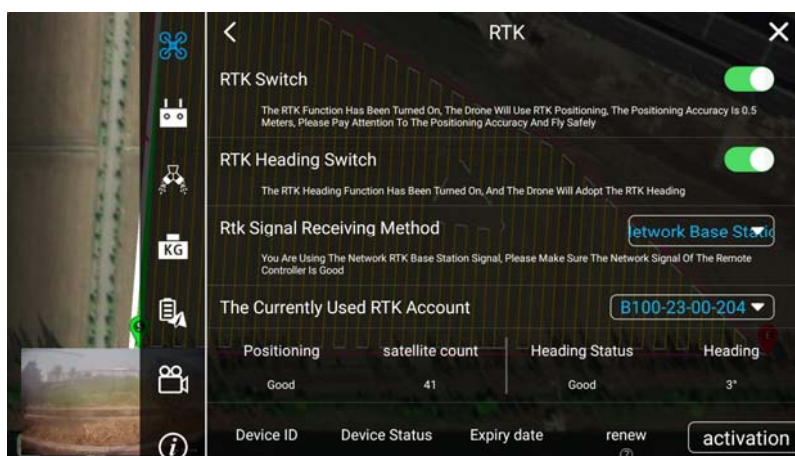 RTK
RTK Switch
The RTK Function Has Been Turned On, The Drone Will Use RTK Positioning, The Positioning Accuracy Is 0.5
Meters, Please Pay Attention To The Positioning Accuracy And Fly Safely
RTK Heading Switch
The RTK Heading Function Has Been Turned On, And The Drone Will Adopt The RTK Heading
KG
Rtk Signal Receiving Method
etwork Base Static
You Are Using The Network RTK Base Station Signal, Please Make Sure The Network Signal Of The Remote
Controller Is Good
The Currently Used RTK Account B100-23-00-204
Positioning satellite count Heading Status Heading
Good 41 Good 3°
Device ID Device Status Expiry date renew activation